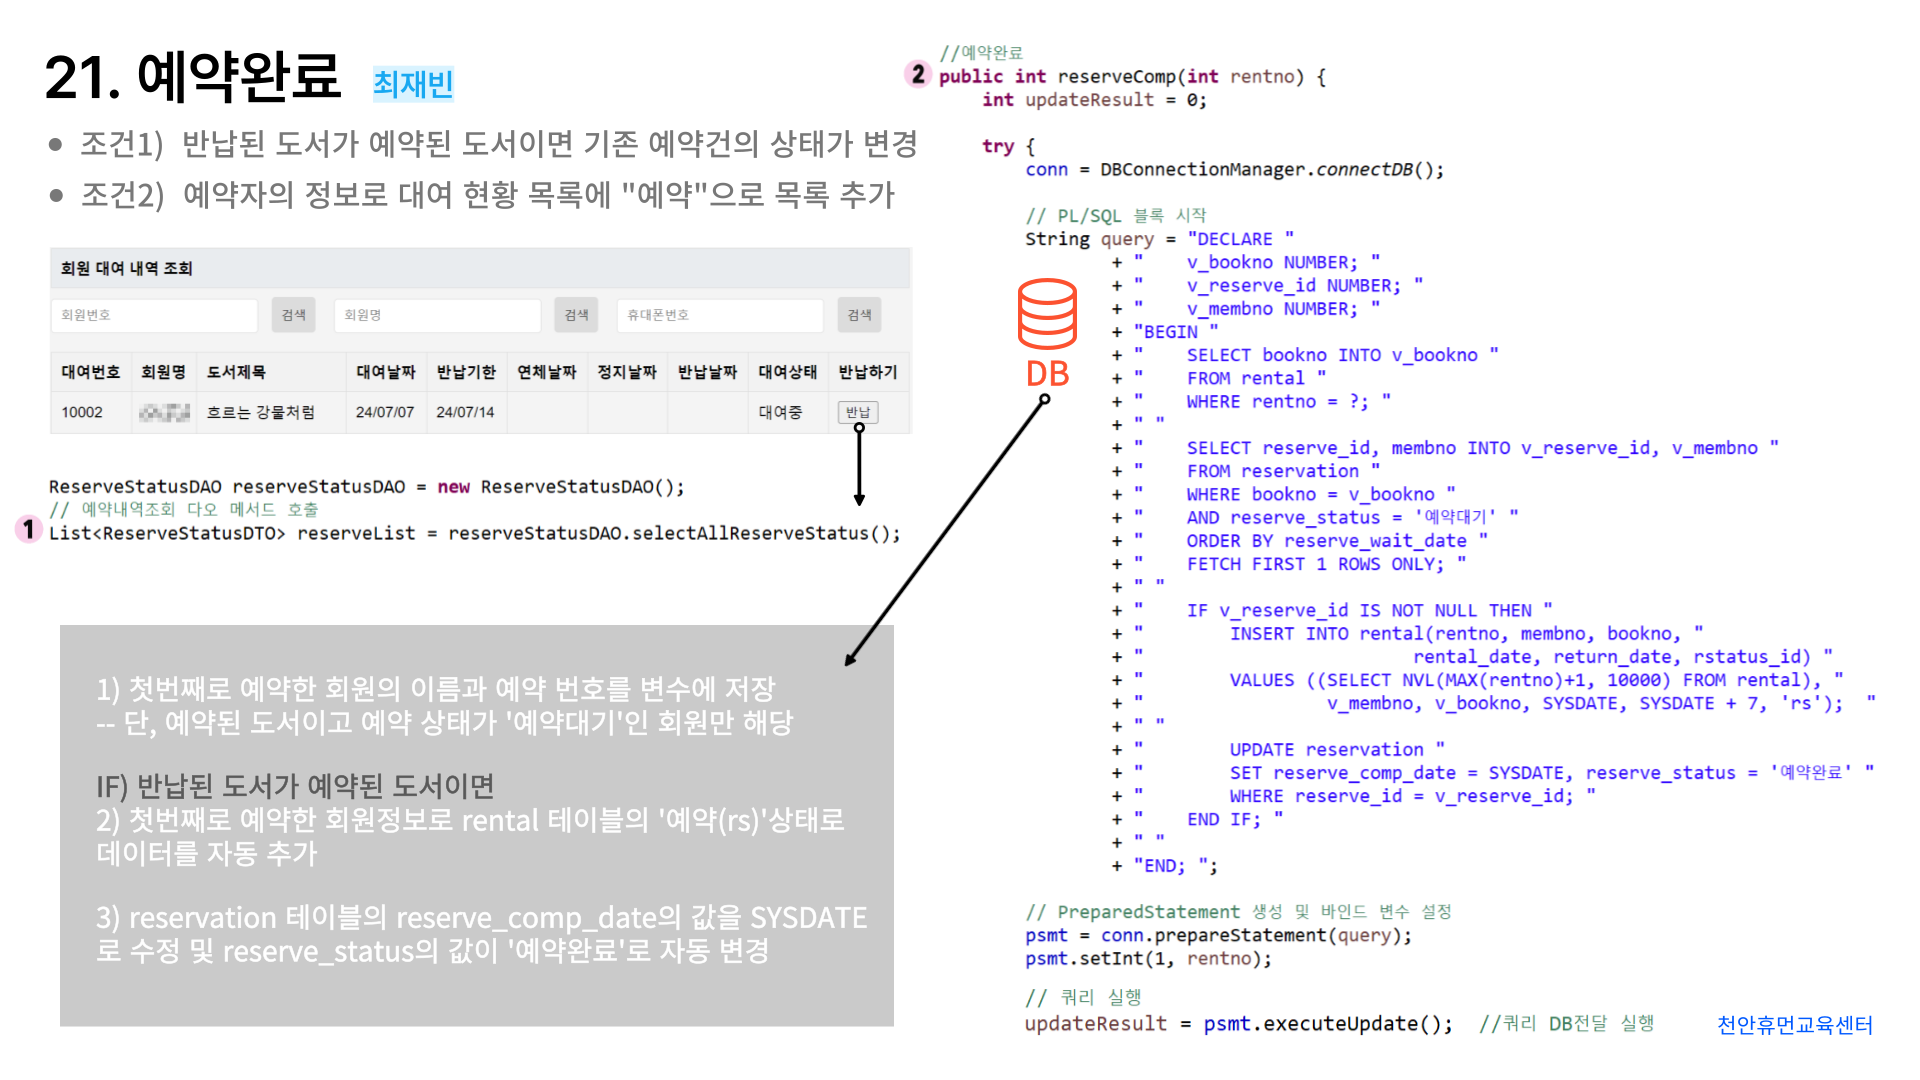 21. 예약완료 최재빈
• 조건1) 반납된 도서가 예약된 도서이면 기존 예약건의 상태가 변경
• 조건2) 예약자의 정보로 대여 현황 목록에 "예약"으로 목록 추가
회원 대여 내역 조회
회원번호 검색 회원명 검색 휴대폰번호 검색
대여번호 회원명 도서제목 대여날짜 반납기한 연체날짜 정지날짜 반납날짜 대여상태 반납하기
10002 흐르는 강물처럼 24/07/07 24/07/14 대여중 반납
ReserveStatusDAO reserveStatusDAO = new ReserveStatusDAO();
// 예약내역조회 다오 메서드 호출
1 List<ReserveStatusDTO> reserveList = reserveStatusDAO.selectAllReserveStatus();
1) 첫번째로 예약한 회원의 이름과 예약 번호를 변수에 저장
-- 단, 예약된 도서이고 예약 상태가 '예약대기'인 회원만 해당
IF) 반납된 도서가 예약된 도서이면
2) 첫번째로 예약한 회원정보로 rental 테이블의 '예약(rs)'상태로
데이터를 자동 추가
3) reservation 테이블의 reserve_comp_date의 값을 SYSDATE
로 수정 및 reserve_status의 값이 '예약완료'로 자동 변경
DB
//예약완료
2 public int reserveComp(int rentno) {
int updateResult = 0;
try {
conn = DBConnectionManager.connectDB();
// PL/SQL 블록 시작
String query = "DECLARE "
+ "    v_bookno NUMBER; "
+ "    v_reserve_id NUMBER; "
+ "    v_membno NUMBER; "
+ "BEGIN "
+ "    SELECT bookno INTO v_bookno "
+ "    FROM rental "
+ "    WHERE rentno = ?; "
+ " "
+ "    SELECT reserve_id, membno INTO v_reserve_id, v_membno "
+ "    FROM reservation "
+ "    WHERE bookno = v_bookno "
+ "    AND reserve_status = '예약대기' "
+ "    ORDER BY reserve_wait_date "
+ "    FETCH FIRST 1 ROWS ONLY; "
+ " "
+ "    IF v_reserve_id IS NOT NULL THEN "
+ "        INSERT INTO rental(rentno, membno, bookno, "
+ "                         rental_date, return_date, rstatus_id) "
+ "        VALUES ((SELECT NVL(MAX(rentno)+1, 10000) FROM rental), "
+ "                 v_membno, v_bookno, SYSDATE, SYSDATE + 7, 'rs');  "
+ " "
+ "        UPDATE reservation "
+ "        SET reserve_comp_date = SYSDATE, reserve_status = '예약완료' "
+ "        WHERE reserve_id = v_reserve_id; "
+ "    END IF; "
+ " "
+ "END; ";
// PreparedStatement 생성 및 바인드 변수 설정
psmt = conn.prepareStatement(query);
psmt.setInt(1, rentno);
// 쿼리 실행
updateResult = psmt.executeUpdate();  //쿼리 DB전달 실행
천안휴먼교육센터